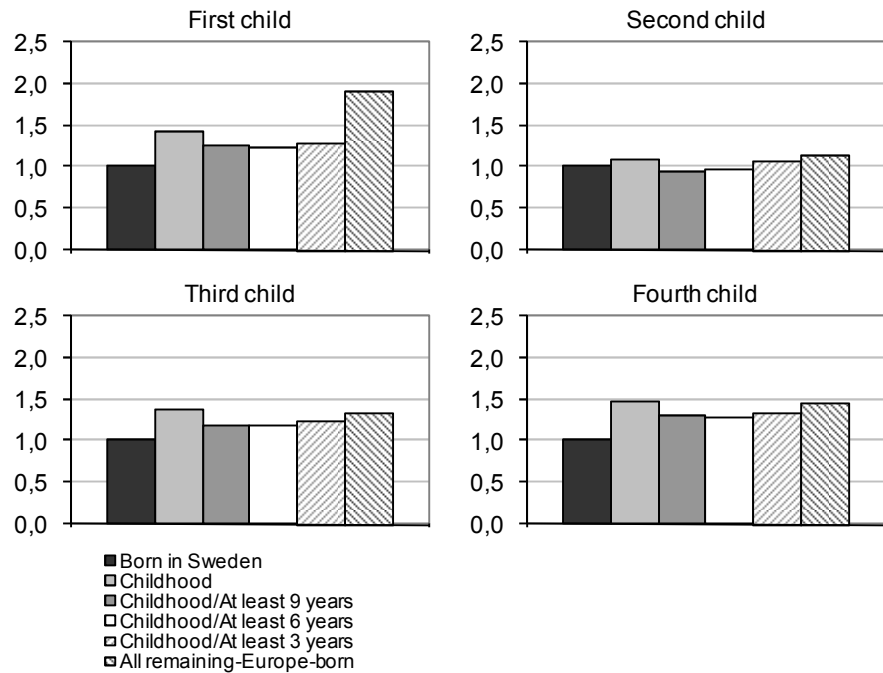 First child
2,5
2,0
1,5
1,0
0,5
0,0
Second child
2,5
2,0
1,5
1,0
0,5
0,0
Third child
2,5
2,0
1,5
1,0
0,5
0,0
Fourth child
2,5
2,0
1,5
1,0
0,5
0,0
Born in Sweden
Childhood
Childhood/At least 9 years
Childhood/At least 6 years
Childhood/At least 3 years
All remaining-Europe-born